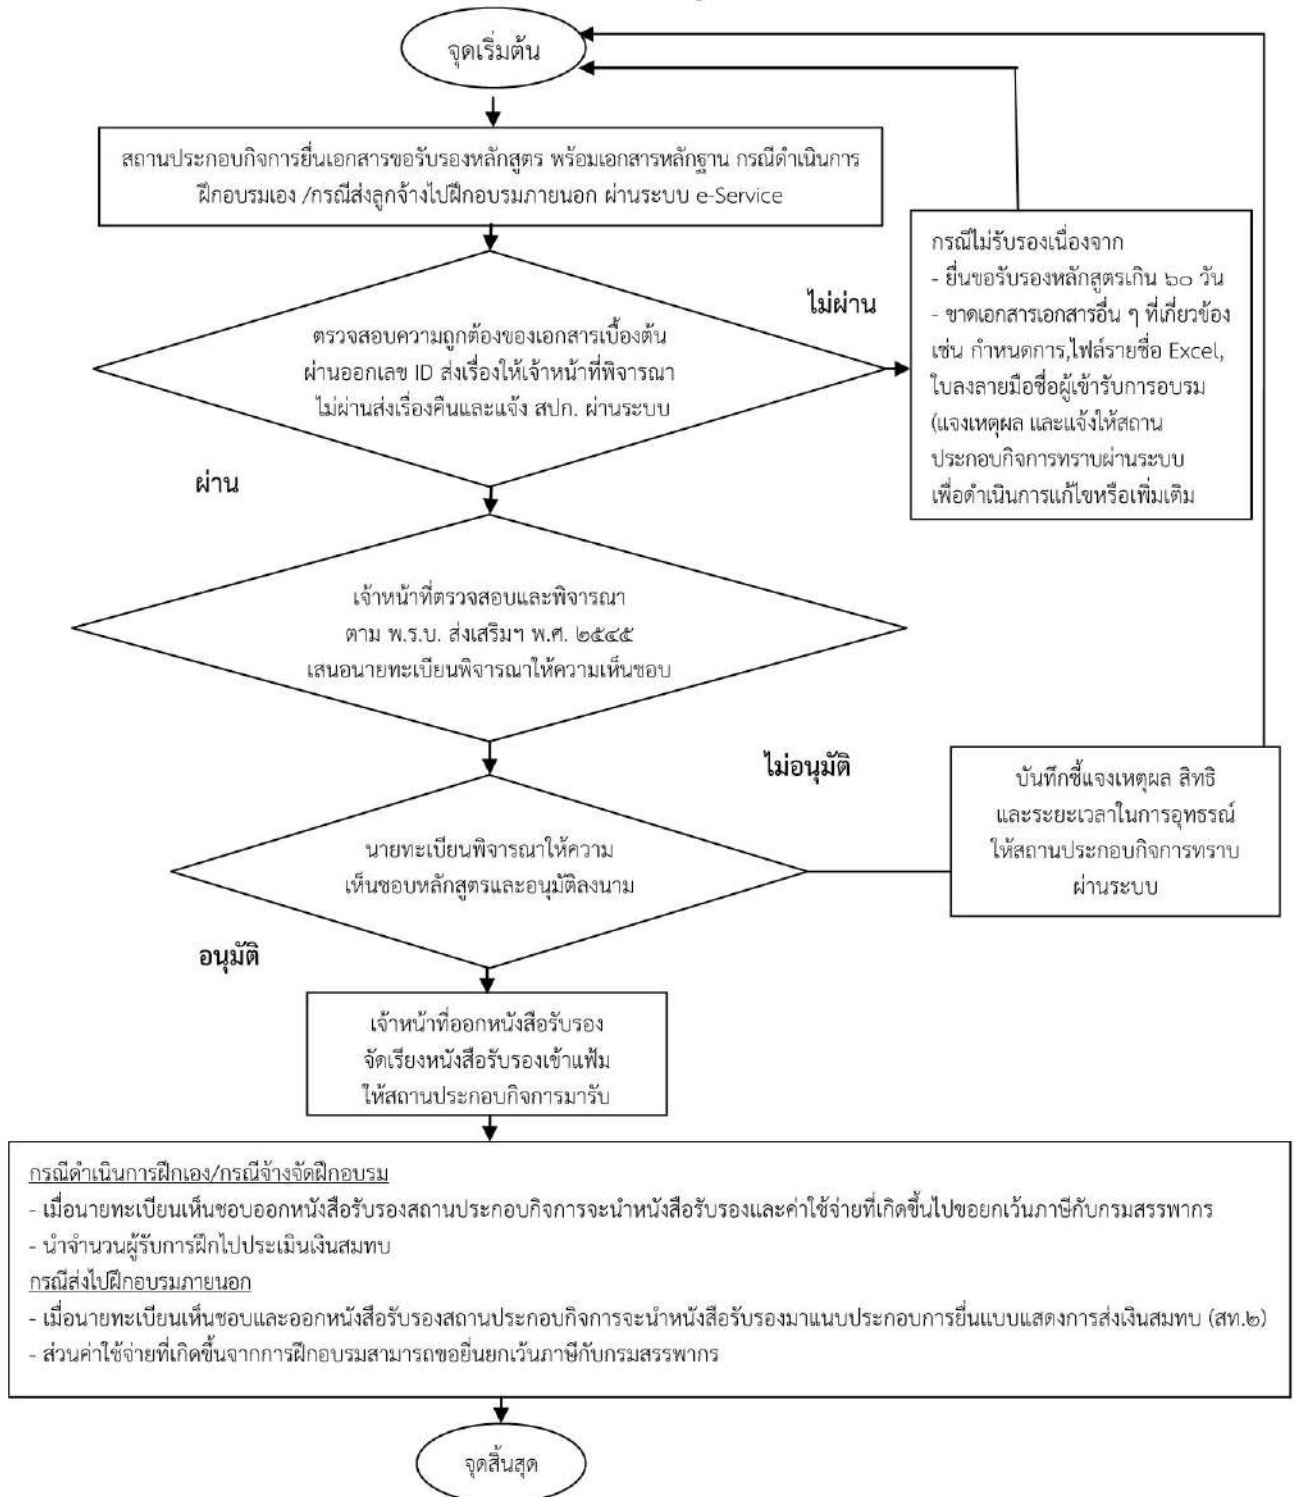 จุดเริ่มต้น
สถานประกอบกิจการยื่นเอกสารขอรับรองหลักสูตร พร้อมเอกสารหลักฐาน กรณีดำเนินการ
ฝึกอบรมเอง /กรณีส่งลูกจ้างไปฝึกอบรมภายนอก ผ่านระบบ e-Service
ตรวจสอบความถูกต้องของเอกสารเบื้องต้น
ผ่านออกเลข ID ส่งเรื่องให้เจ้าหน้าที่พิจารณา
ไม่ผ่านส่งเรื่องคืนและแจ้ง สปก. ผ่านระบบ
ไม่ผ่าน
กรณีไม่รับรองเนื่องจาก
- ยื่นขอรับรองหลักสูตรเกิน ๖๐ วัน
- ขาดเอกสารเอกสารอื่น ๆ ที่เกี่ยวข้อง
เช่น กำหนดการ,ไฟล์รายชื่อ Excel,
ใบลงลายมือชื่อผู้เข้ารับการอบรม
(แจงเหตุผล และแจ้งให้สถาน
ประกอบกิจการทราบผ่านระบบ
เพื่อดำเนินการแก้ไขหรือเพิ่มเติม
ผ่าน
เจ้าหน้าที่ตรวจสอบและพิจารณา
ตาม พ.ร.บ. ส่งเสริมฯ พ.ศ. ๒๕๔๕
เสนอนายทะเบียนพิจารณาให้ความเห็นชอบ
นายทะเบียนพิจารณาให้ความ
เห็นชอบหลักสูตรและอนุมัติลงนาม
ไม่อนุมัติ
บันทึกชี้แจงเหตุผล สิทธิ
และระยะเวลาในการอุทธรณ์
ให้สถานประกอบกิจการทราบ
ผ่านระบบ
อนุมัติ
เจ้าหน้าที่ออกหนังสือรับรอง
จัดเรียงหนังสือรับรองเข้าแฟ้ม
ให้สถานประกอบกิจการมารับ
กรณีดำเนินการฝึกเอง/กรณีจ้างจัดฝึกอบรม
- เมื่อนายทะเบียนเห็นชอบออกหนังสือรับรองสถานประกอบกิจการจะนำหนังสือรับรองและค่าใช้จ่ายที่เกิดขึ้นไปขอยกเว้นภาษีกับกรมสรรพากร
- นำจำนวนผู้รับการฝึกไปประเมินเงินสมทบ
กรณีส่งไปฝึกอบรมภายนอก
- เมื่อนายทะเบียนเห็นชอบและออกหนังสือรับรองสถานประกอบกิจการจะนำหนังสือรับรองมาแนบประกอบการยื่นแบบแสดงการส่งเงินสมทบ (สท.๒)
- ส่วนค่าใช้จ่ายที่เกิดขึ้นจากการฝึกอบรมสามารถขอยื่นยกเว้นภาษีกับกรมสรรพากร
จุดสิ้นสุด